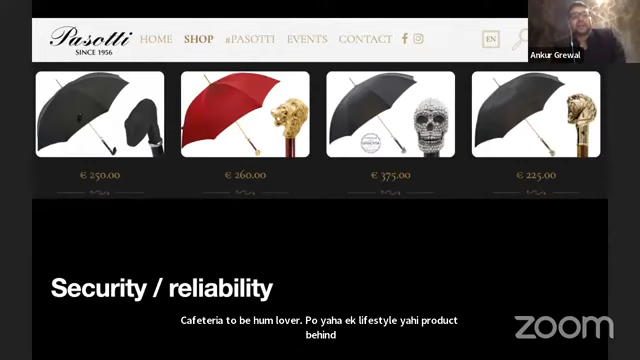 Pasotti
SINCE 1956
HOME SHOP #PASOTTI EVENTS CONTACT
EN
Ankur Grewal
€ 250.00 € 260.00 € 375.00 € 225.00
Security / reliability
Cafeteria to be hum lover. Po yaha ek lifestyle yahi product
behind
zoom